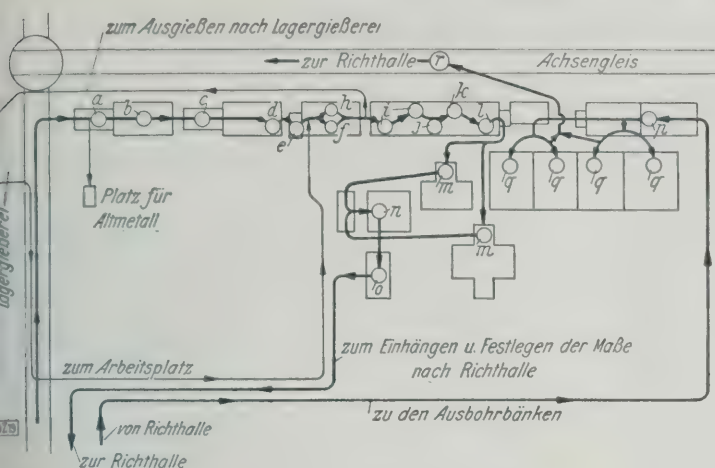 zum Ausgießen nach Lagergießerei
zur Richthalle
r
Achsengleis
a
b
c
d
e
h
f
i
j
k
l
p
Platz für
Altmetall
m
n
m
q
q
q
q
o
Lagergießerei
zum Arbeitsplatz
zum Einhängen u. Festlegen der Maße
nach Richthalle
zu den Ausbohrbänken
von Richthalle
zur Richthalle